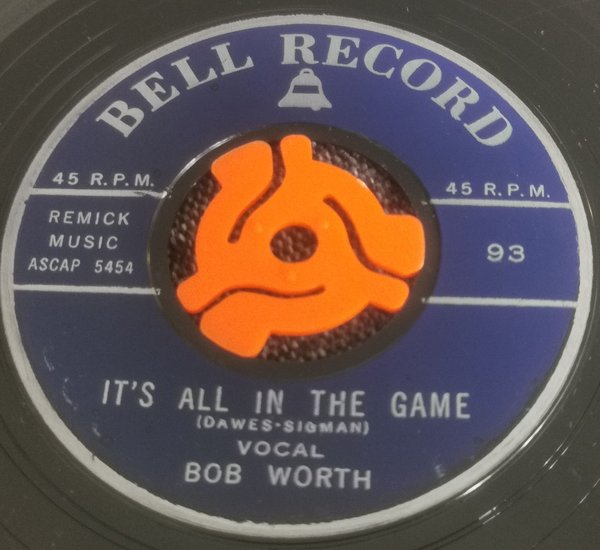 BELL RECORD
45 R.P.M.
45 R.P.M.
REMICK
MUSIC
ASCAP 5454
93
IT'S ALL IN THE GAME
(DAWES-SIGMAN)
VOCAL
BOB WORTH